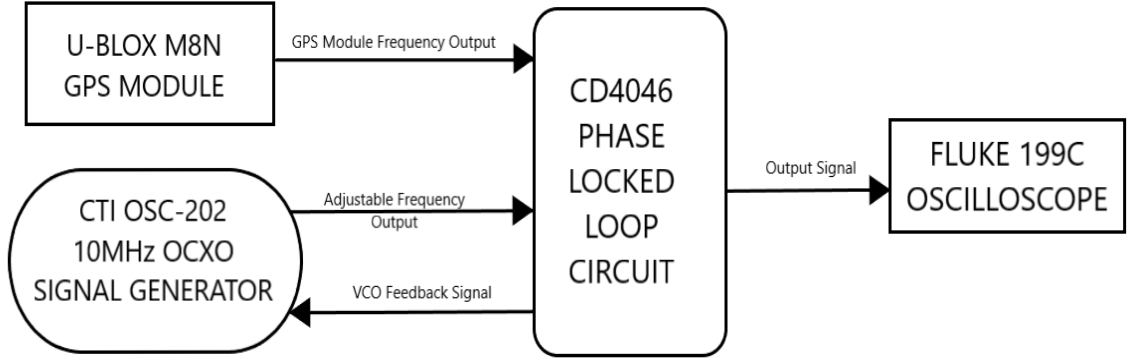 U-BLOX M8N
GPS MODULE
GPS Module Frequency Output
CTI OSC-202
10MHz OCXO
SIGNAL GENERATOR
Adjustable Frequency
Output
VCO Feedback Signal
CD4046
PHASE
LOCKED
LOOP
CIRCUIT
Output Signal
FLUKE 199C
OSCILLOSCOPE